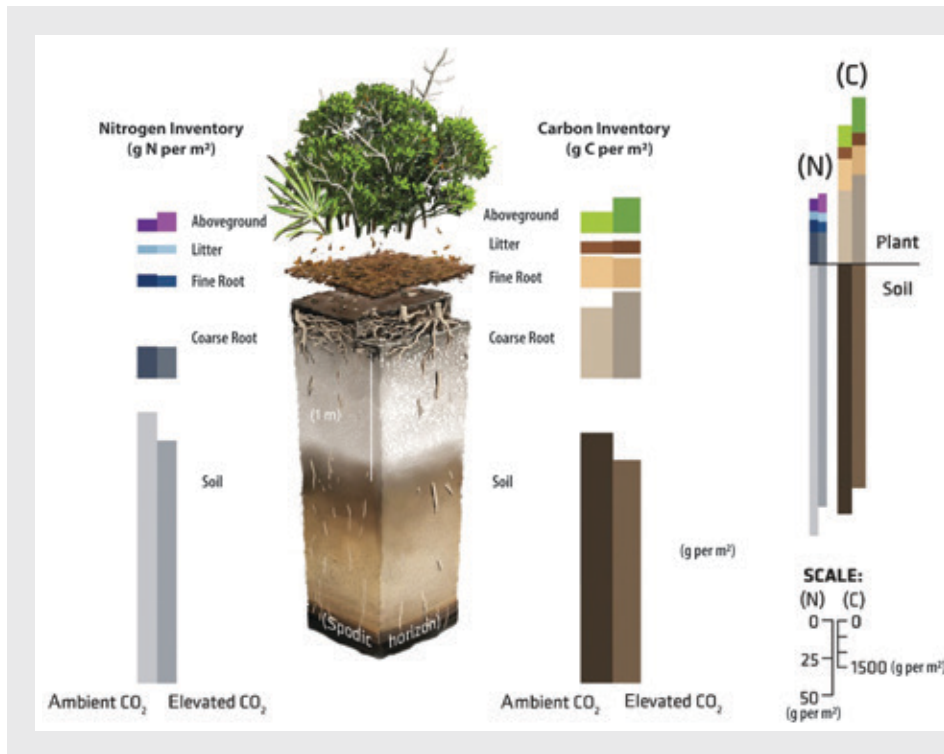 Nitrogen Inventory
(g N per m²)
Aboveground
Litter
Fine Root
Coarse Root
Soil
Ambient CO₂ Elevated CO₂
(1 m)
(Spodic horizon)
Carbon Inventory
(g C per m²)
Aboveground
Litter
Fine Root
Coarse Root
Soil
Ambient CO₂ Elevated CO₂
(g per m²)
(C)
(N)
Plant
Soil
SCALE:
(N) (C)
0 0
25
1500 (g per m²)
50
(g per m²)